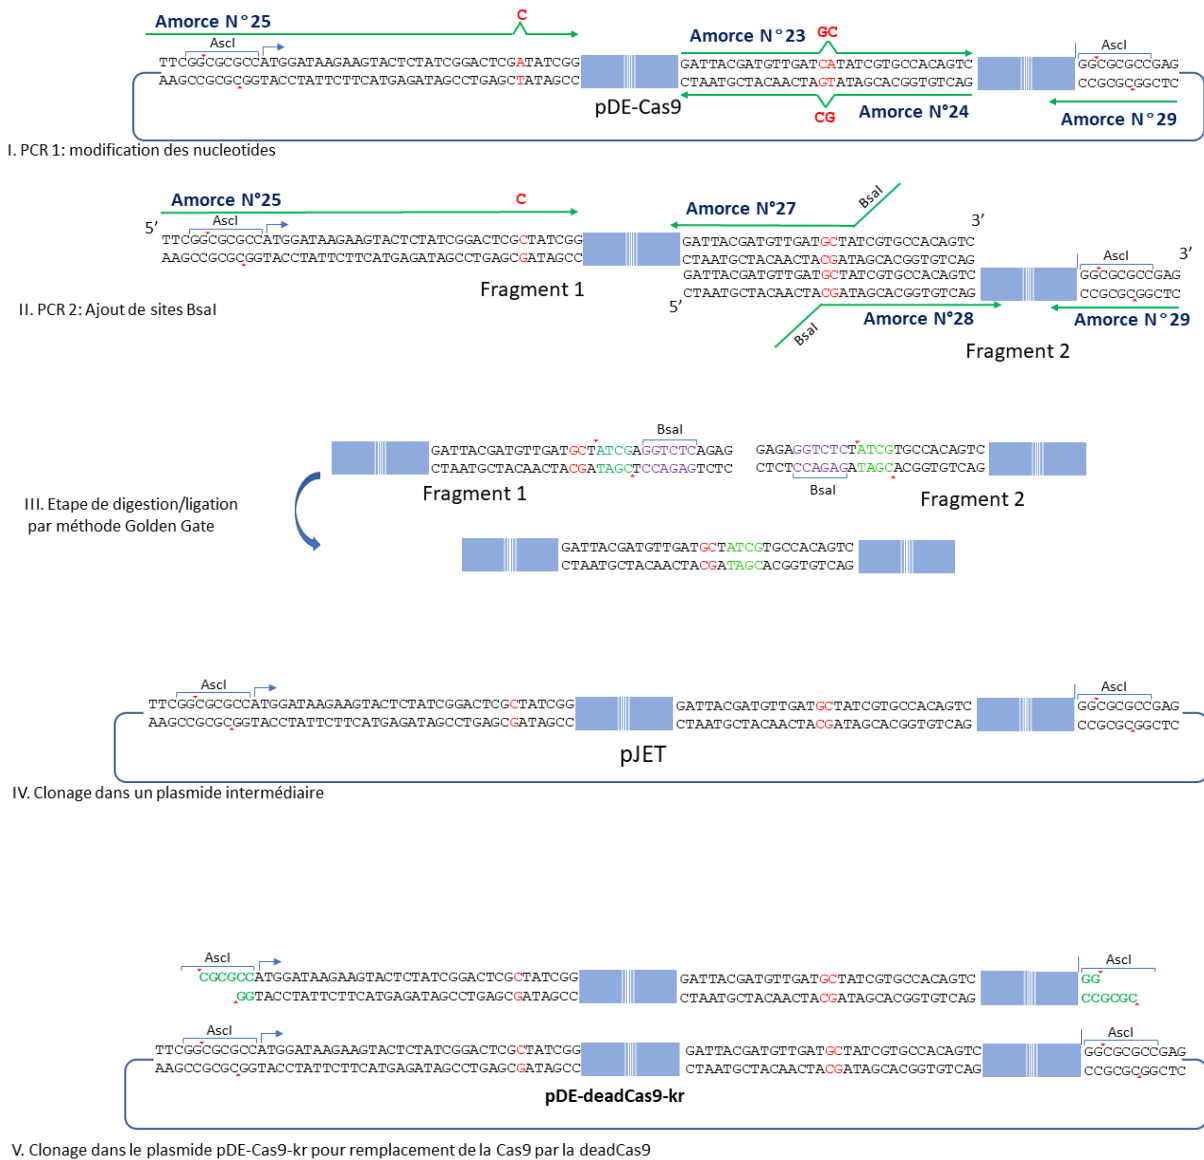 C
Amorce N°25
GC
Amorce N°23
AscI
AscI
TTCGGCGCGCCATGGATAAGAAGTACTCTATCGGACTCGATATCGG
GATTACGATGTTGATCATATCGTGCCACAGTC
GGCGCGCCGAG
AAGCCGCGCGGTACCTATTCTTCATGAGATAGCCTGAGCTATAGCC
CTAATGCTACAACTAGTATAGCACGGTGTCAG
CCGCGCGGCTC
pDE-Cas9
CG
Amorce N°24
Amorce N°29
I. PCR 1: modification des nucleotides
Amorce N°25
C
Amorce N°27
BsaI
5’
AscI
3’
TTCGGCGCGCCATGGATAAGAAGTACTCTATCGGACTCGCTATCGG
GATTACGATGTTGATGCTATCGTGCCACAGTC
AAGCCGCGCGGTACCTATTCTTCATGAGATAGCCTGAGCGATAGCC
CTAATGCTACAACTACGATAGCACGGTGTCAG
AscI
3’
GATTACGATGTTGATGCTATCGTGCCACAGTC
GGCGCGCCGAG
Fragment 1
CTAATGCTACAACTACGATAGCACGGTGTCAG
CCGCGCGGCTC
5’
II. PCR 2: Ajout de sites BsaI
BsaI
Amorce N°28
Amorce N°29
Fragment 2
BsaI
GATTACGATGTTGATGCTATCGAGGTCTCAGAG
GAGAGGTCTCTATCGTGCCACAGTC
CTAATGCTACAACTACGATAGCTCCAGAGTCTC
CTCTCCAGAGATAGCACGGTGTCAG
Fragment 1
BsaI
Fragment 2
III. Etape de digestion/ligation
par méthode Golden Gate
GATTACGATGTTGATGCTATCGTGCCACAGTC
CTAATGCTACAACTACGATAGCACGGTGTCAG
AscI
AscI
TTCGGCGCGCCATGGATAAGAAGTACTCTATCGGACTCGCTATCGG
GATTACGATGTTGATGCTATCGTGCCACAGTC
GGCGCGCCGAG
AAGCCGCGCGGTACCTATTCTTCATGAGATAGCCTGAGCGATAGCC
CTAATGCTACAACTACGATAGCACGGTGTCAG
CCGCGCGGCTC
pJET
IV. Clonage dans un plasmide intermédiaire
AscI
AscI
CGCGCCATGGATAAGAAGTACTCTATCGGACTCGCTATCGG
GATTACGATGTTGATGCTATCGTGCCACAGTC
GG
GGTACCTATTCTTCATGAGATAGCCTGAGCGATAGCC
CTAATGCTACAACTACGATAGCACGGTGTCAG
CCGCGC
AscI
AscI
TTCGGCGCGCCATGGATAAGAAGTACTCTATCGGACTCGCTATCGG
GATTACGATGTTGATGCTATCGTGCCACAGTC
GGCGCGCCGAG
AAGCCGCGCGGTACCTATTCTTCATGAGATAGCCTGAGCGATAGCC
CTAATGCTACAACTACGATAGCACGGTGTCAG
CCGCGCGGCTC
pDE-deadCas9-kr
V. Clonage dans le plasmide pDE-Cas9-kr pour remplacement de la Cas9 par la deadCas9